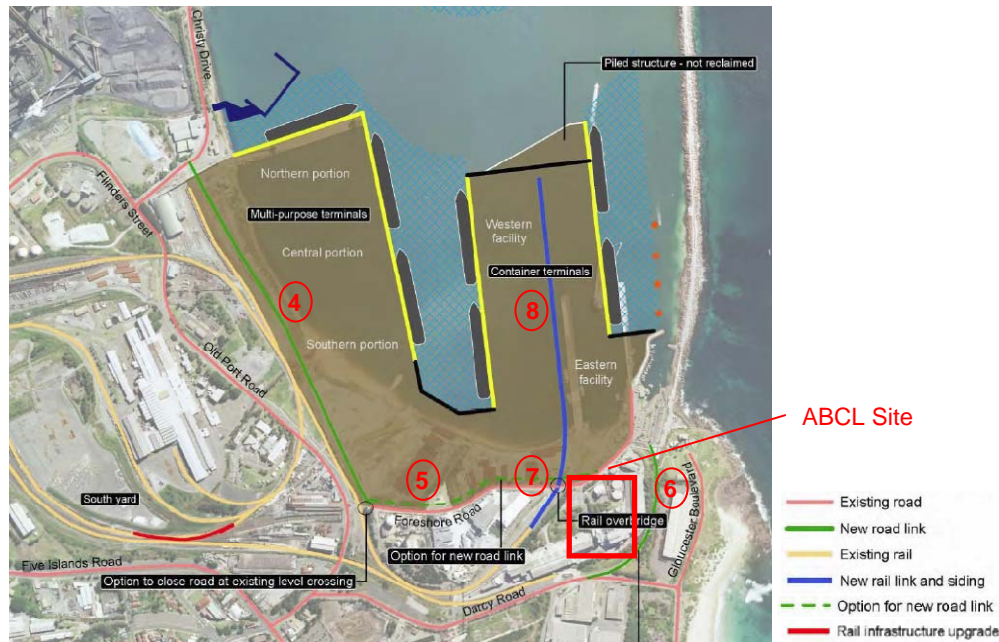 Christy Drive
Piled structure - not reclaimed
Flinders Street
Northern portion
Multi-purpose terminals
Central portion
Western
facility
Container terminals
4
8
Southern portion
Eastern
facility
Old Port Road
ABCL Site
5
7
6
South yard
Foreshore Road
Rail overbridge
Gloucester Boulevard
Option for new road link
Five Islands Road
Option to close road at existing level crossing
Darcy Road
Existing road
New road link
Existing rail
New rail link and siding
Option for new road link
Rail infrastructure upgrade